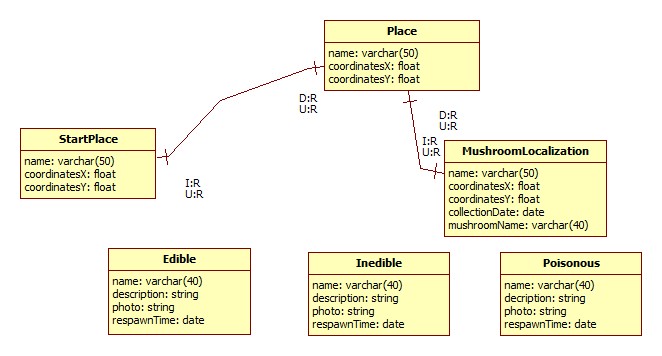 Place
name: varchar(50)
coordinatesX: float
coordinatesY: float
D:R
U:R
D:R
U:R
StartPlace
name: varchar(50)
coordinatesX: float
coordinatesY: float
I:R
U:R
I:R
U:R
MushroomLocalization
name: varchar(50)
coordinatesX: float
coordinatesY: float
collectionDate: date
mushroomName: varchar(40)
Edible
name: varchar(40)
description: string
photo: string
respawnTime: date
Inedible
name: varchar(40)
description: string
photo: string
respawnTime: date
Poisonous
name: varchar(40)
decription: string
photo: string
respawnTime: date